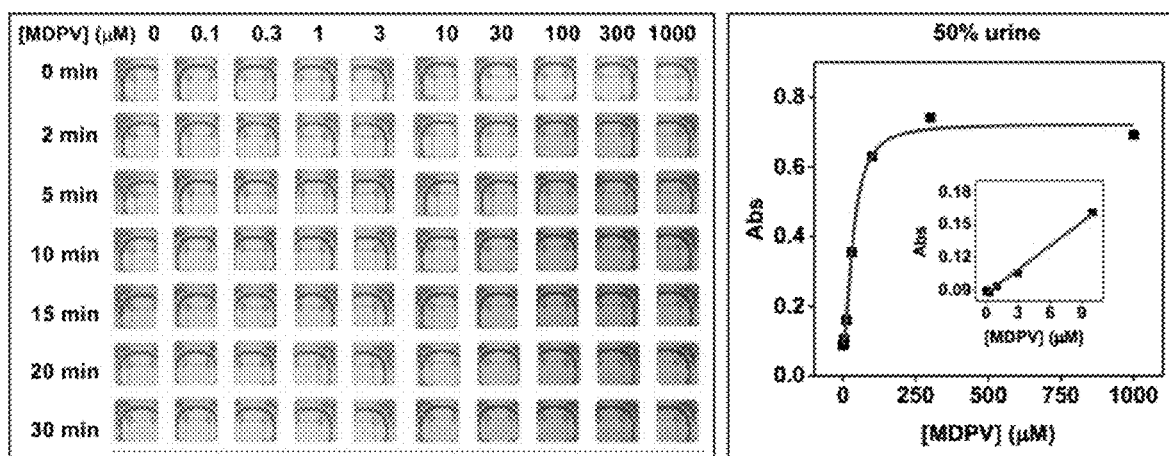 [MDPV] (µM) 0 0.1 0.3 1 3 10 30 100 300 1000
0 min
2 min
5 min
10 min
15 min
20 min
30 min
50% urine
Abs
0.8
0.6
0.4
0.2
0.0
0 250 500 750 1000
[MDPV] (µM)
Abs
0.18
0.15
0.12
0.09
0 3 6 9
[MDPV] (µM)